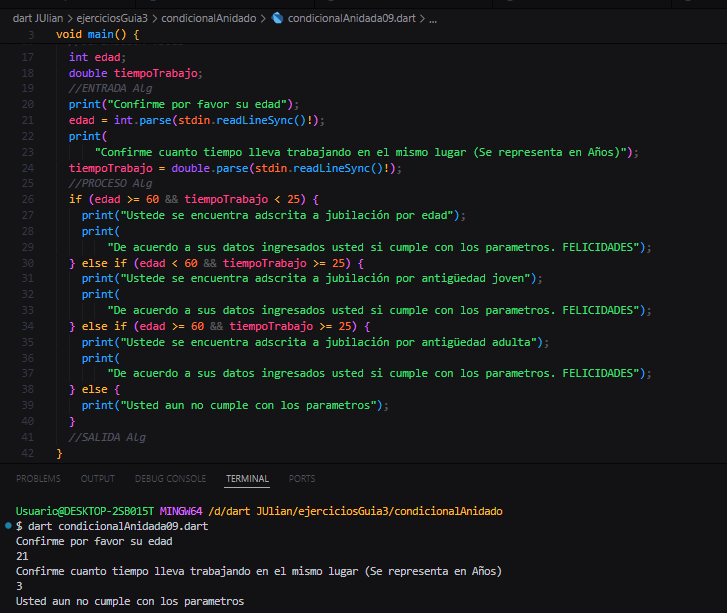 dart JUlian > ejerciciosGuia3 > condicionalAnidado > condicionalAnidada09.dart > ...
3 void main() {
17 int edad;
18 double tiempoTrabajo;
19 //ENTRADA Alg
20 print("Confirme por favor su edad");
21 edad = int.parse(stdin.readLineSync()!);
22 print(
23 "Confirme cuanto tiempo lleva trabajando en el mismo lugar (Se representa en Años)");
24 tiempoTrabajo = double.parse(stdin.readLineSync()!);
25 //PROCESO Alg
26 if (edad >= 60 && tiempoTrabajo < 25) {
27 print("Ustede se encuentra adscrita a jubilación por edad");
28 print(
29 "De acuerdo a sus datos ingresados usted si cumple con los parametros. FELICIDADES");
30 } else if (edad < 60 && tiempoTrabajo >= 25) {
31 print("Ustede se encuentra adscrita a jubilación por antigüedad joven");
32 print(
33 "De acuerdo a sus datos ingresados usted si cumple con los parametros. FELICIDADES");
34 } else if (edad >= 60 && tiempoTrabajo >= 25) {
35 print("Ustede se encuentra adscrita a jubilación por antigüedad adulta");
36 print(
37 "De acuerdo a sus datos ingresados usted si cumple con los parametros. FELICIDADES");
38 } else {
39 print("Usted aun no cumple con los parametros");
40 }
41 //SALIDA Alg
42 }
PROBLEMS OUTPUT DEBUG CONSOLE TERMINAL PORTS
Usuario@DESKTOP-2SB015T MINGW64 /d/dart JUlian/ejerciciosGuia3/condicionalAnidado
$ dart condicionalAnidada09.dart
Confirme por favor su edad
21
Confirme cuanto tiempo lleva trabajando en el mismo lugar (Se representa en Años)
3
Usted aun no cumple con los parametros